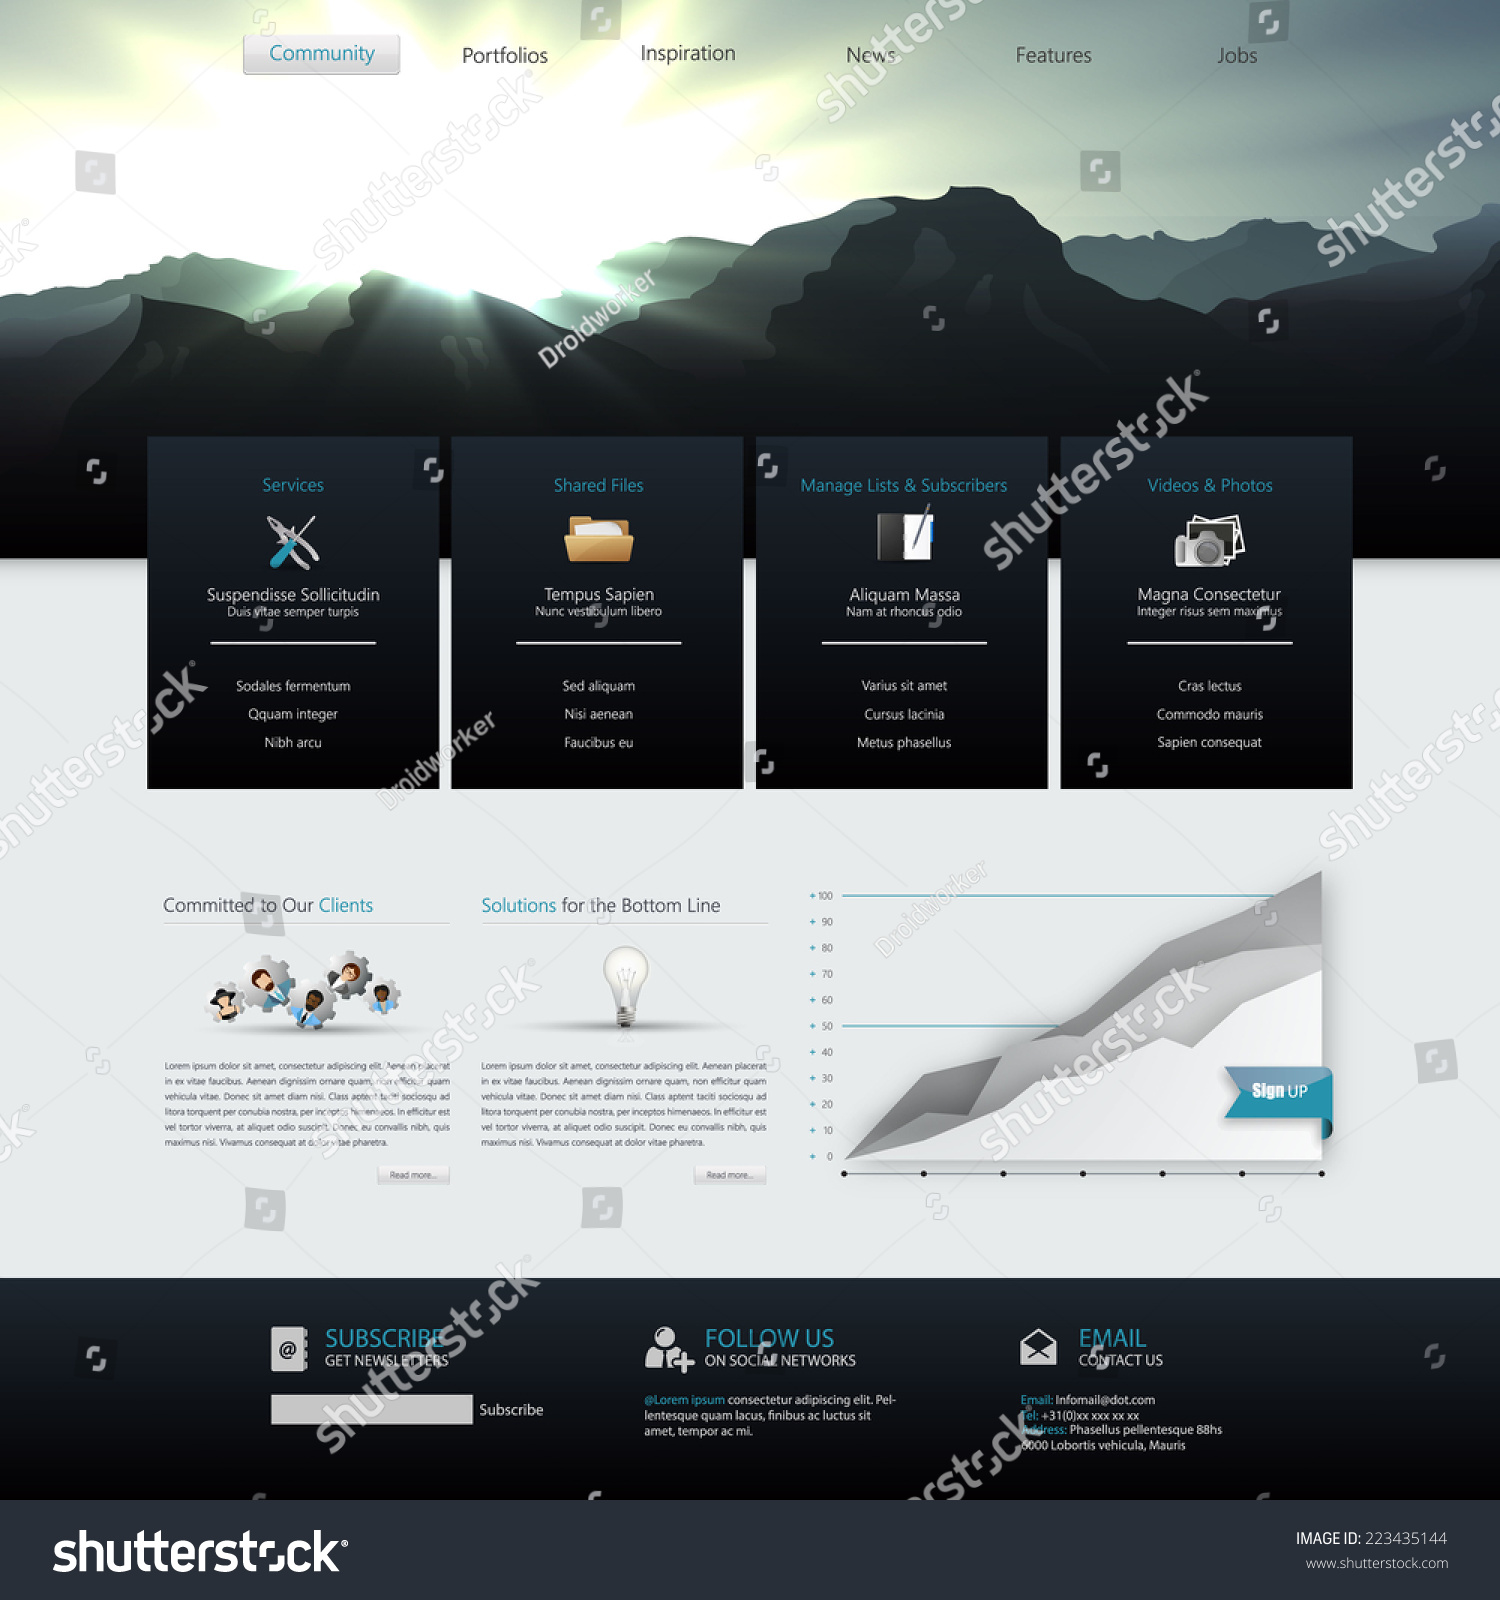 Community Portfolios Inspiration News Features Jobs
Services
Suspendisse Sollicitudin
Duis vitae semper turpis
Sodales fermentum
Qquam integer
Nibh arcu
Shared Files
Tempus Sapien
Nunc vestibulum libero
Sed aliquam
Nisi aenean
Faucibus eu
Manage Lists & Subscribers
Aliquam Massa
Nam at rhoncus odio
Varius sit amet
Cursus lacinia
Metus phasellus
Videos & Photos
Magna Consectetur
Integer risus sem maximus
Cras lectus
Commodo mauris
Sapien consequat
Committed to Our Clients
Lorem ipsum dolor sit amet, consectetur adipiscing elit. Aenean placerat
in ex vitae faucibus. Aenean dignissim ornare quam, non efficitur quam
vehicula vitae. Donec sit amet diam sem. Class aptent taciti sociosqu ad
litora torquent per conubia nostra, per inceptos himenaeos. In efficitur est
vel tortor viverra, at aliquet odio suscipit. Donec eu convallis nibh, quis
maximus nisi. Vivamus consequat at dolor vitae pharetra.
Read more...
Solutions for the Bottom Line
Lorem ipsum dolor sit amet, consectetur adipiscing elit. Aenean placerat
in ex vitae faucibus. Aenean dignissim ornare quam, non efficitur quam
vehicula vitae. Donec sit amet diam sem. Class aptent taciti sociosqu ad
litora torquent per conubia nostra, per inceptos himenaeos. In efficitur est
vel tortor viverra, at aliquet odio suscipit. Donec eu convallis nibh, quis
maximus nisi. Vivamus consequat at dolor vitae pharetra.
Read more...
+ 100
+ 90
+ 80
+ 70
+ 60
+ 50
+ 40
+ 30
+ 20
+ 10
+ 0
Sign UP
SUBSCRIBE
GET NEWSLETTERS
Subscribe
FOLLOW US
ON SOCIAL NETWORKS
@Lorem ipsum consectetur adipiscing elit. Pel-
lentesque quam lacus, finibus ac luctus sit
amet, tempor ac mi.
EMAIL
CONTACT US
Email: Infomail@dot.com
Tel: +31(0)xx xxx xx xx
Address: Phasellus pellentesque 88hs
6000 Lobortis vehicula, Mauris
shutterstock
Droidworker
shutterstock
IMAGE ID: 223435144
www.shutterstock.com